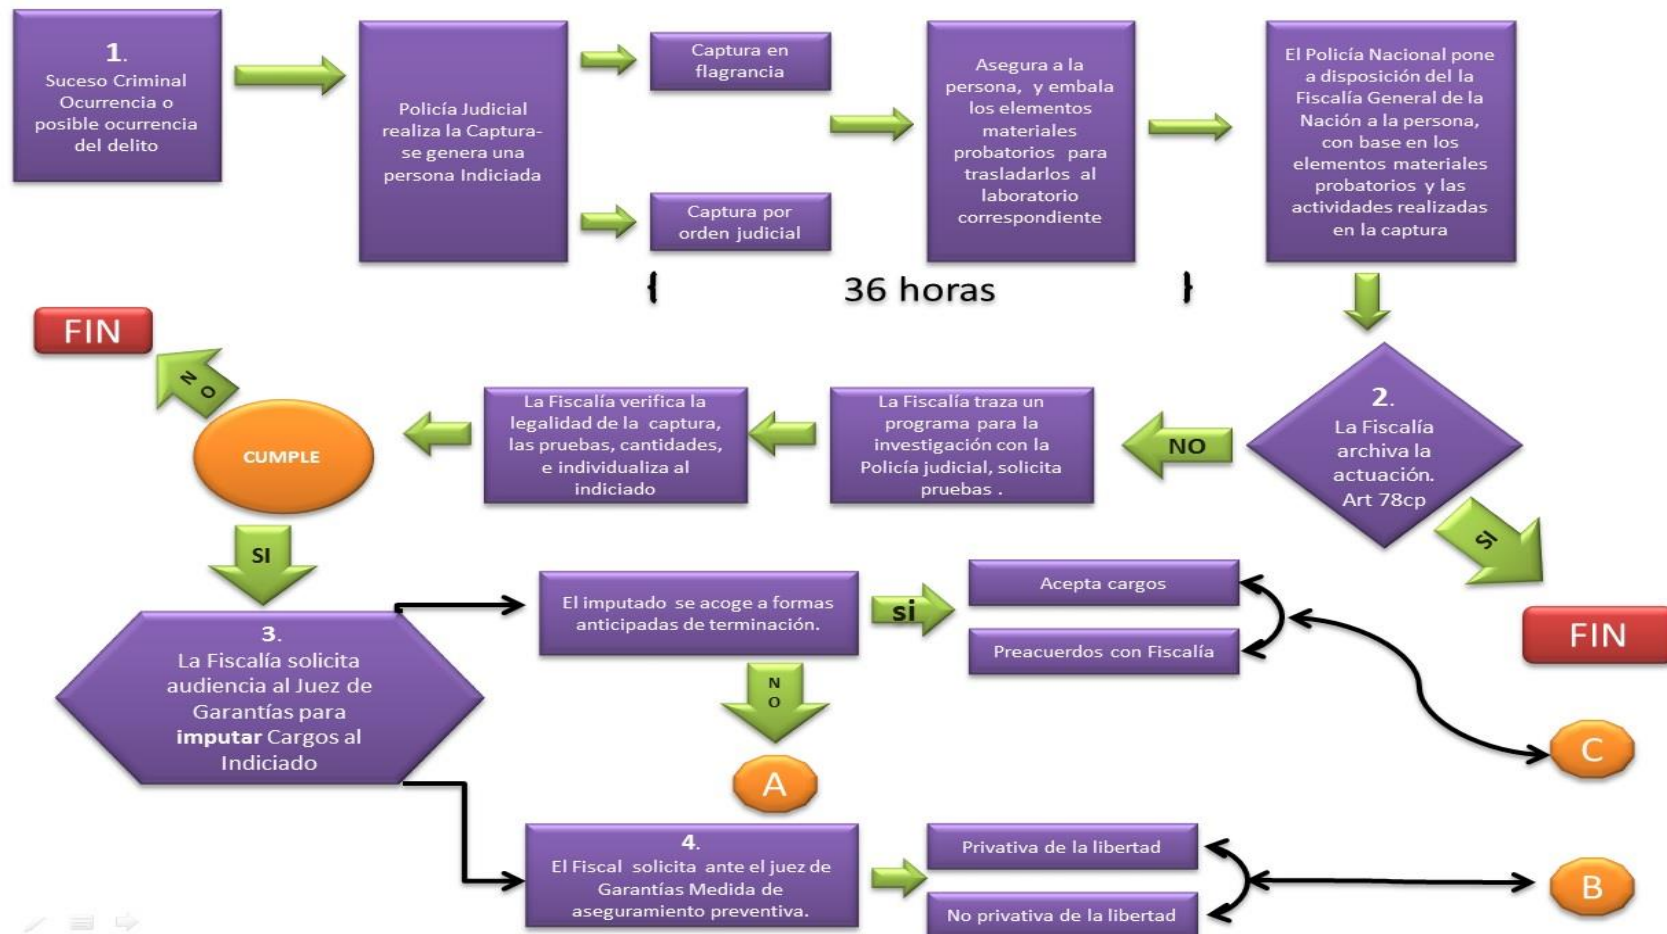 1.
Suceso Criminal
Ocurrencia o
posible ocurrencia
del delito
Policía Judicial
realiza la Captura-
se genera una
persona Indiciada
Captura en
flagrancia
Captura por
orden judicial
Asegura a la
persona, y embala
los elementos
materiales
probatorios para
trasladarlos al
laboratorio
correspondiente
El Policía Nacional pone
a disposición del la
Fiscalía General de la
Nación a la persona,
con base en los
elementos materiales
probatorios y las
actividades realizadas
en la captura
{ 36 horas }
2.
La Fiscalía
archiva la
actuación.
Art 78cp
SI
FIN
NO
La Fiscalía traza un
programa para la
investigación con la
Policía judicial, solicita
pruebas .
La Fiscalía verifica la
legalidad de la captura,
las pruebas, cantidades,
e individualiza al
indiciado
CUMPLE
NO
FIN
SI
3.
La Fiscalía solicita
audiencia al Juez de
Garantías para
imputar Cargos al
Indiciado
El imputado se acoge a formas
anticipadas de terminación.
si
Acepta cargos
Preacuerdos con Fiscalía
C
N
O
A
4.
El Fiscal solicita ante el juez de
Garantías Medida de
aseguramiento preventiva.
Privativa de la libertad
No privativa de la libertad
B